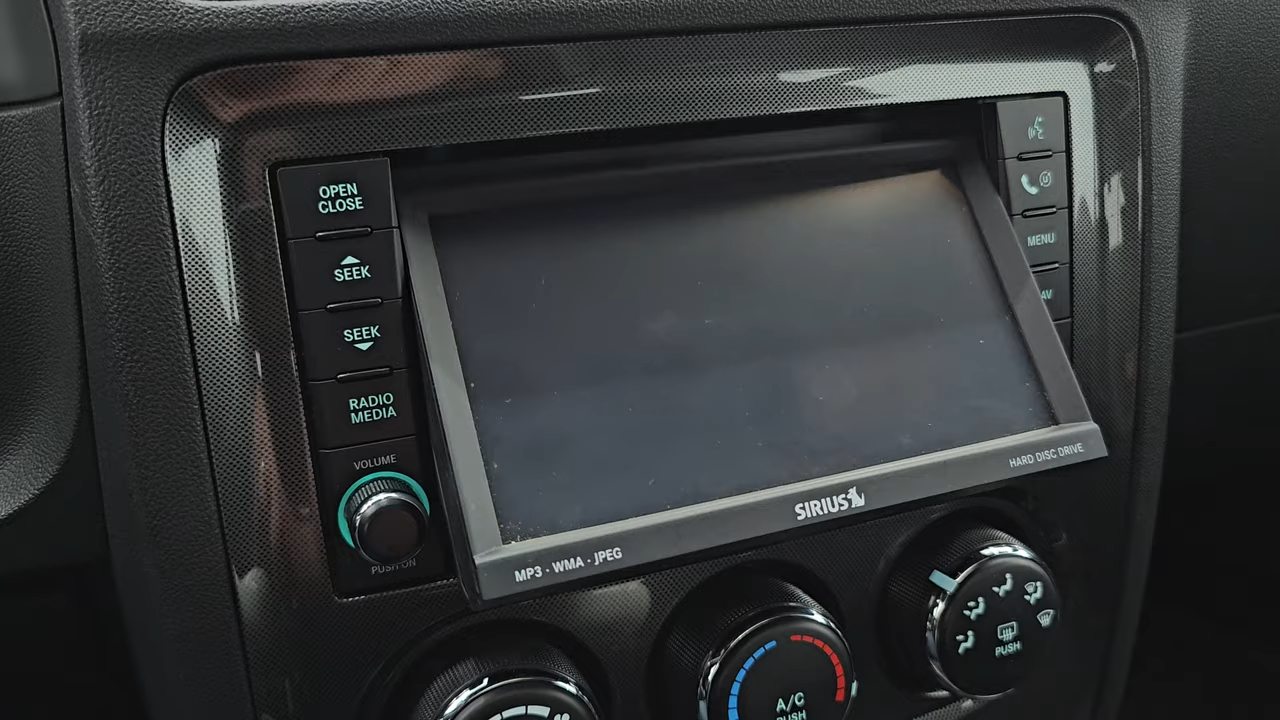 OPEN
CLOSE
SEEK
SEEK
RADIO
MEDIA
VOLUME
PUSH ON
MENU
AV
HARD DISC DRIVE
SIRIUS
MP3 · WMA · JPEG
PUSH
A/C
PUSH